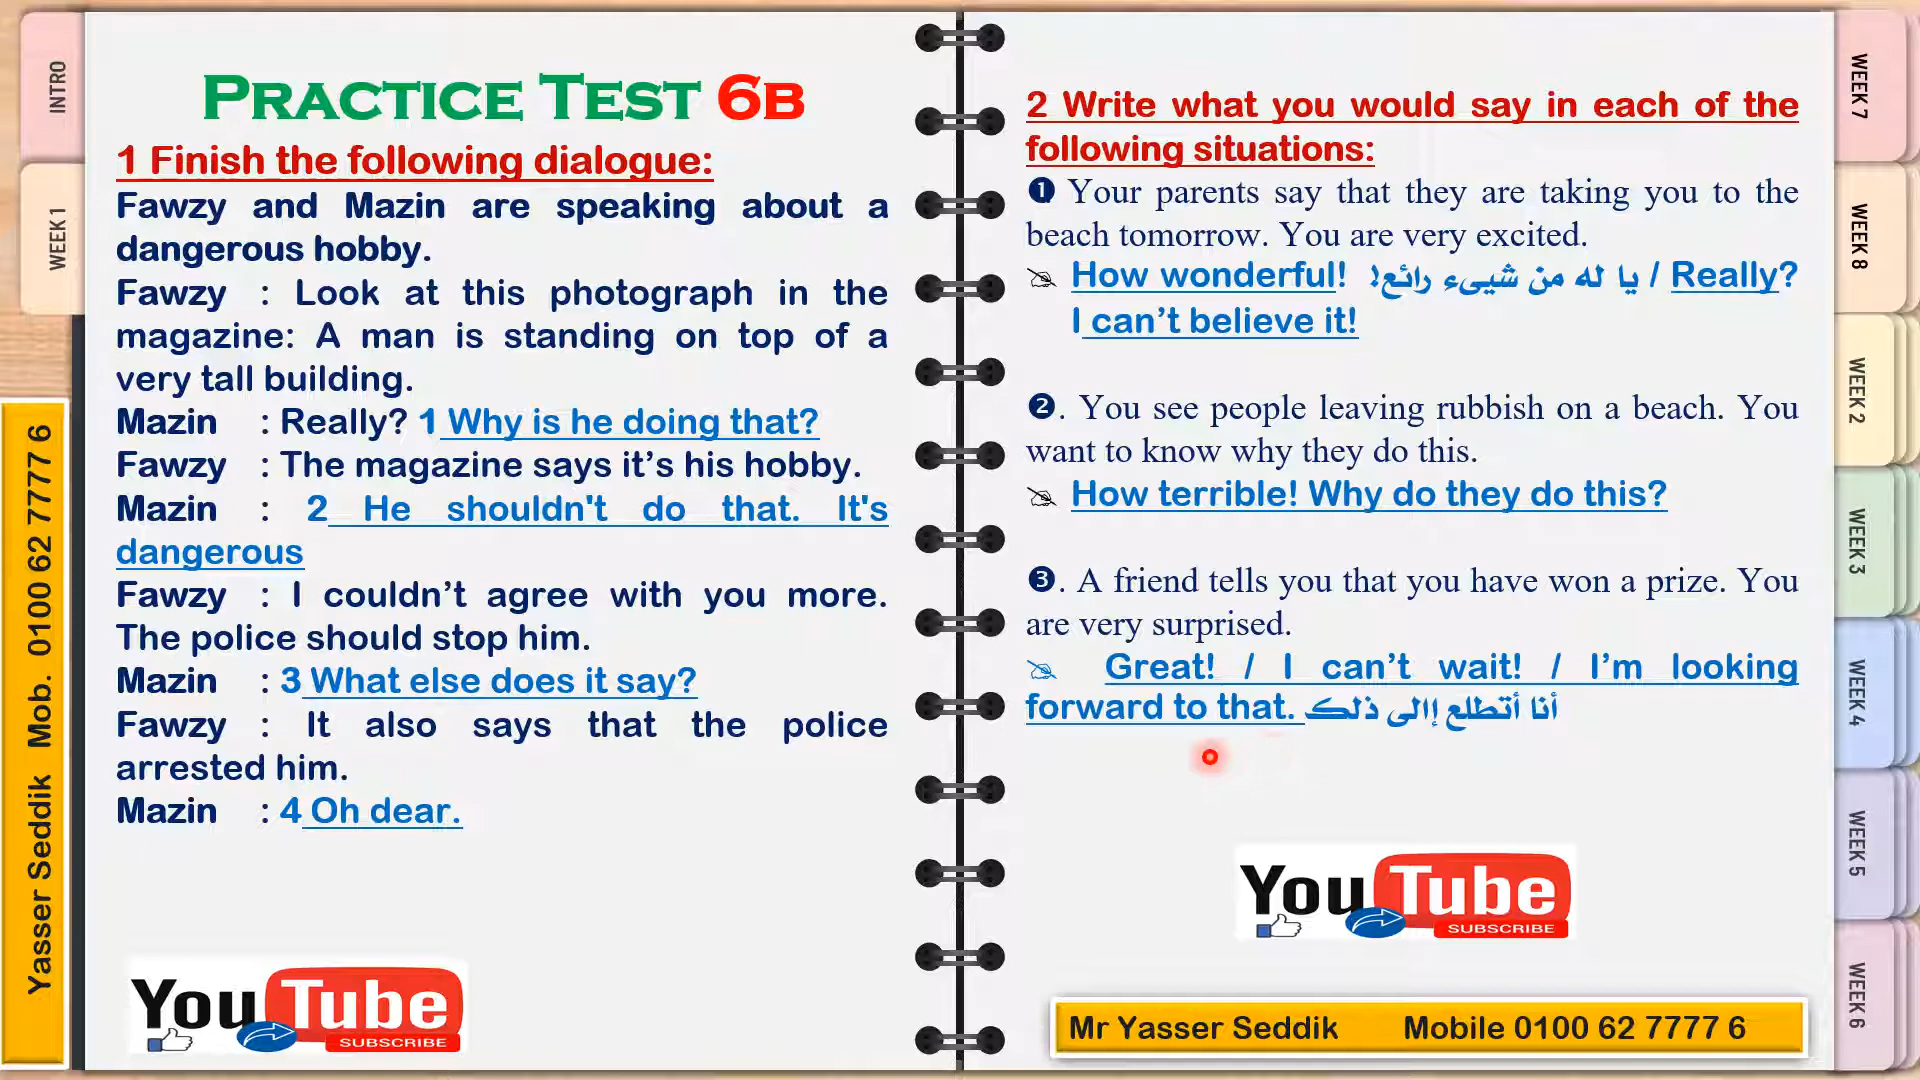 INTRO
WEEK 1
Yasser Seddik Mob. 0100 62 7777 6
PRACTICE TEST 6B
1 Finish the following dialogue:
Fawzy and Mazin are speaking about a
dangerous hobby.
Fawzy : Look at this photograph in the
magazine: A man is standing on top of a
very tall building.
Mazin : Really? 1 Why is he doing that?
Fawzy : The magazine says it’s his hobby.
Mazin : 2 He shouldn't do that. It's
dangerous
Fawzy : I couldn’t agree with you more.
The police should stop him.
Mazin : 3 What else does it say?
Fawzy : It also says that the police
arrested him.
Mazin : 4 Oh dear.
YouTube
SUBSCRIBE
2 Write what you would say in each of the
following situations:
❶ Your parents say that they are taking you to the
beach tomorrow. You are very excited.
How wonderful! يا له من شيىء رائع! / Really?
I can’t believe it!
❷. You see people leaving rubbish on a beach. You
want to know why they do this.
How terrible! Why do they do this?
❸. A friend tells you that you have won a prize. You
are very surprised.
Great! / I can’t wait! / I’m looking
forward to that. أنا أتطلع إالى ذلك
YouTube
SUBSCRIBE
Mr Yasser Seddik Mobile 0100 62 7777 6
WEEK 7
WEEK 8
WEEK 2
WEEK 3
WEEK 4
WEEK 5
WEEK 6